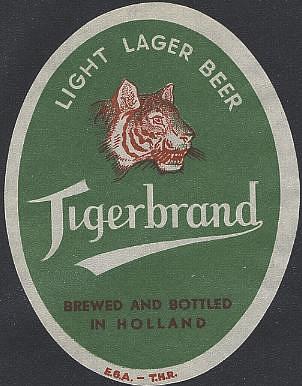 LIGHT LAGER BEER
Tigerbrand
BREWED AND BOTTLED
IN HOLLAND
E.G.A. – T.H.R.